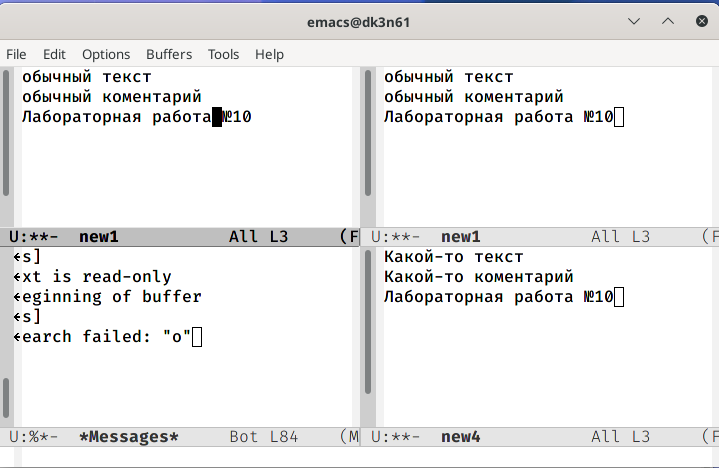 emacs@dk3n61
File Edit Options Buffers Tools Help
обычный текст
обычный коментарий
Лабораторная работа №10
U:**- new1 All L3 (F
обычный текст
обычный коментарий
Лабораторная работа №10
U:**- new1 All L3 (F
s]
xt is read-only
eginning of buffer
s]
earch failed: "o"
U:%*- *Messages* Bot L84 (M
Какой-то текст
Какой-то коментарий
Лабораторная работа №10
U:**- new4 All L3 (F